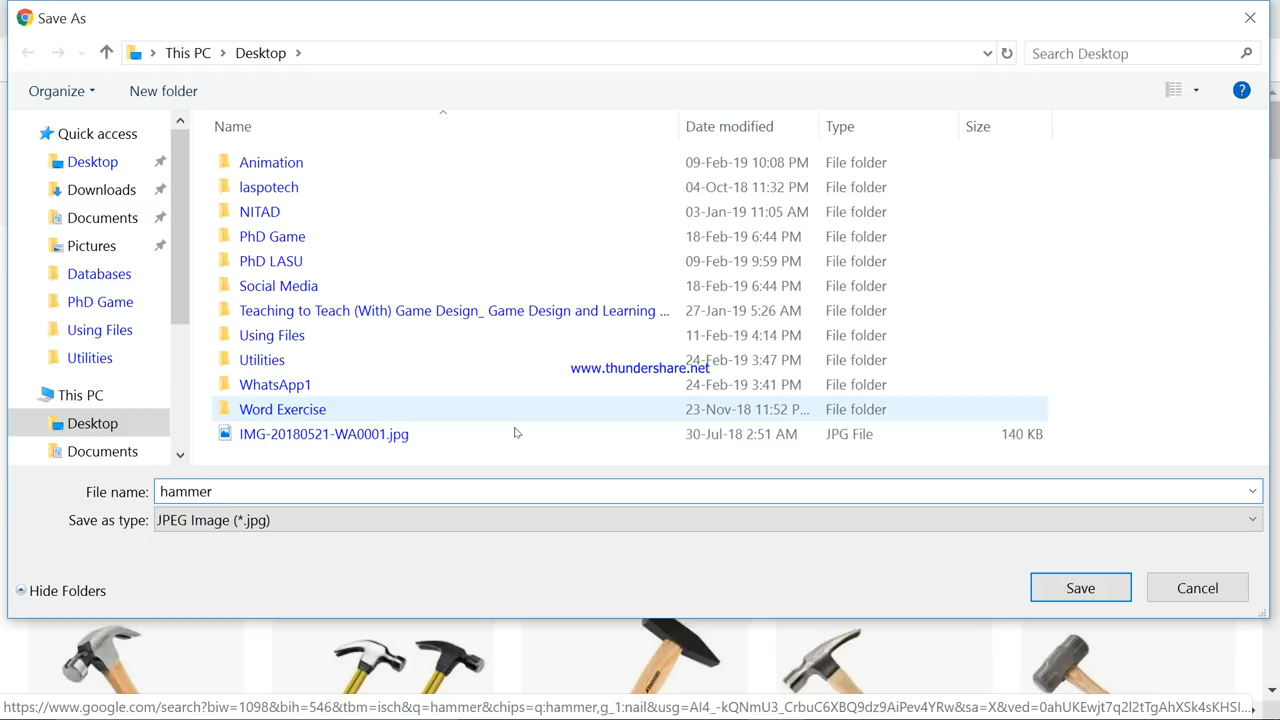 Save As
This PC
Desktop
Search Desktop
Organize
New folder
Name
Date modified
Type
Size
Quick access
Desktop
Downloads
Documents
Pictures
Databases
PhD Game
Using Files
Utilities
This PC
Desktop
Documents
Animation 09-Feb-19 10:08 PM File folder
laspotech 04-Oct-18 11:32 PM File folder
NITAD 03-Jan-19 11:05 AM File folder
PhD Game 18-Feb-19 6:44 PM File folder
PhD LASU 09-Feb-19 9:59 PM File folder
Social Media 18-Feb-19 6:44 PM File folder
Teaching to Teach (With) Game Design_ Game Design and Learning ... 27-Jan-19 5:26 AM File folder
Using Files 11-Feb-19 4:14 PM File folder
Utilities 24-Feb-19 3:47 PM File folder
www.thundershare.net
WhatsApp1 24-Feb-19 3:41 PM File folder
Word Exercise 23-Nov-18 11:52 P... File folder
IMG-20180521-WA0001.jpg 30-Jul-18 2:51 AM JPG File 140 KB
File name: hammer
Save as type: JPEG Image (*.jpg)
Hide Folders
Save
Cancel
https://www.google.com/search?biw=1098&bih=546&tbm=isch&q=hammer&chips=q:hammer,g_1:nail&usg=AI4_-kQNmU3_CrbuC6XBQ9dz9AiPev4YRw&sa=X&ved=0ahUKEwjt7q2l2tTgAhXSk4sKHSI...